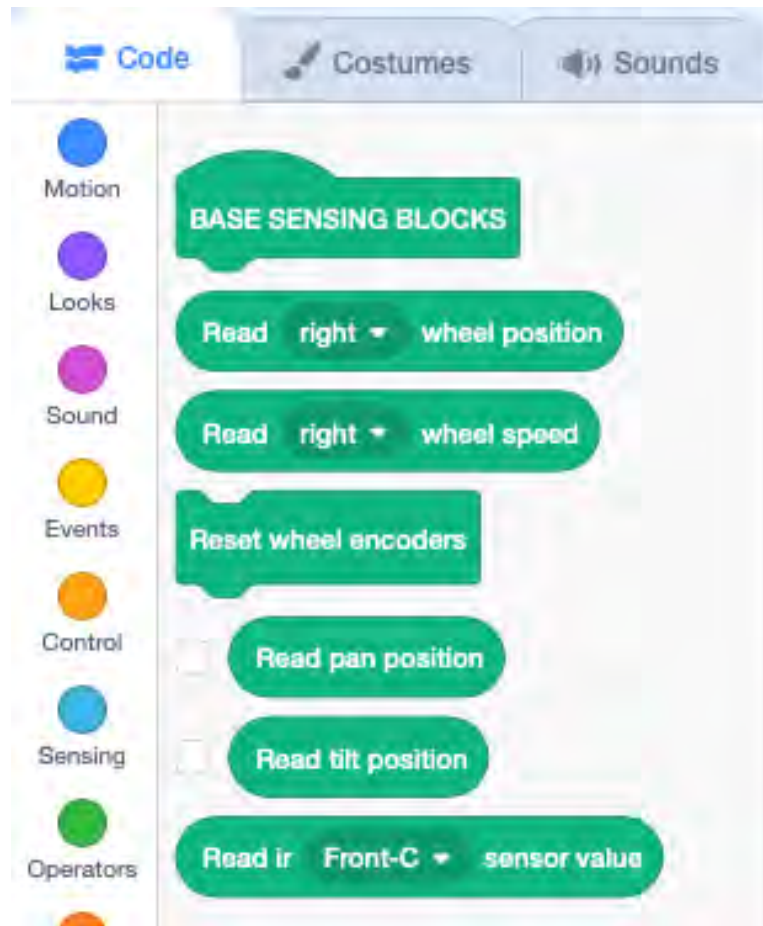 Code Costumes Sounds
Motion
Looks
Sound
Events
Control
Sensing
Operators
BASE SENSING BLOCKS
Read right wheel position
Read right wheel speed
Reset wheel encoders
Read pan position
Read tilt position
Read ir Front-C sensor value